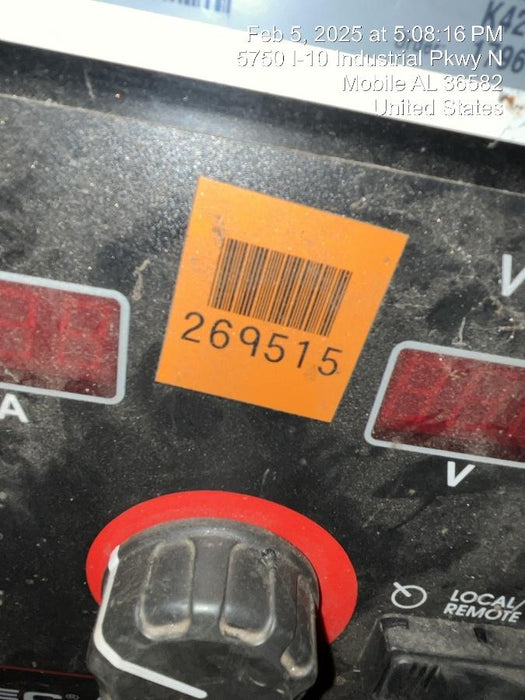 Feb 5, 2025 at 5:08:16 PM
5750 I-10 Industrial Pkwy N
Mobile AL 36582
United States
269515
A
V
V
LOCAL/
REMOTE